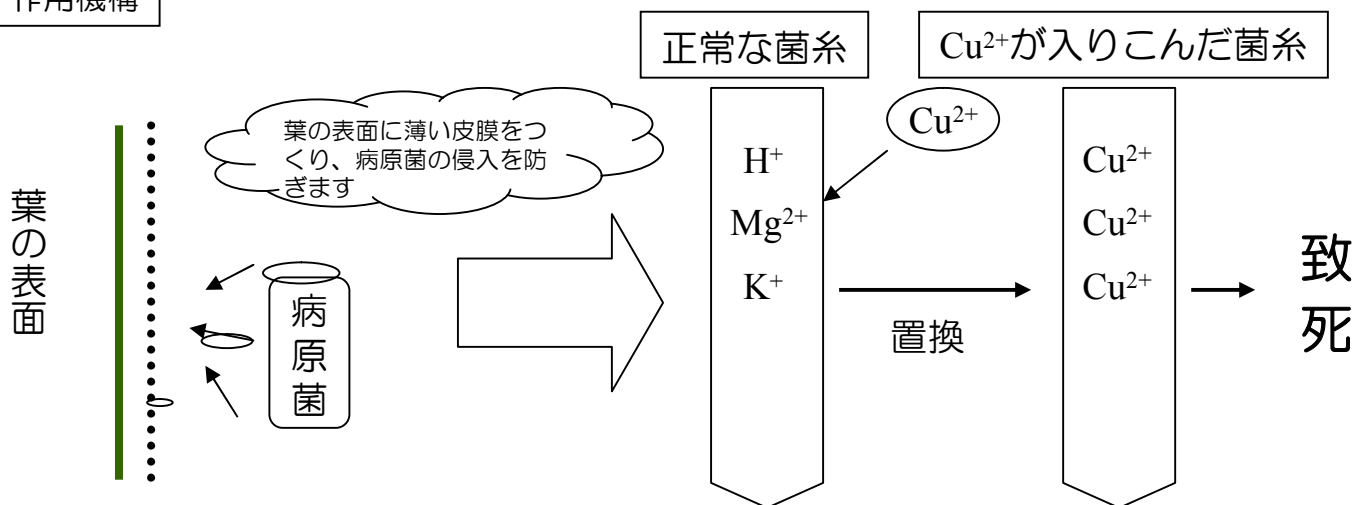 作用機構
正常な菌糸
Cu²⁺が入りこんだ菌糸
葉の表面に薄い皮膜をつ
くり、病原菌の侵入を防
ぎます
葉の表面
病原菌
Cu²⁺
H⁺
Mg²⁺
K⁺
置換
Cu²⁺
Cu²⁺
Cu²⁺
致死